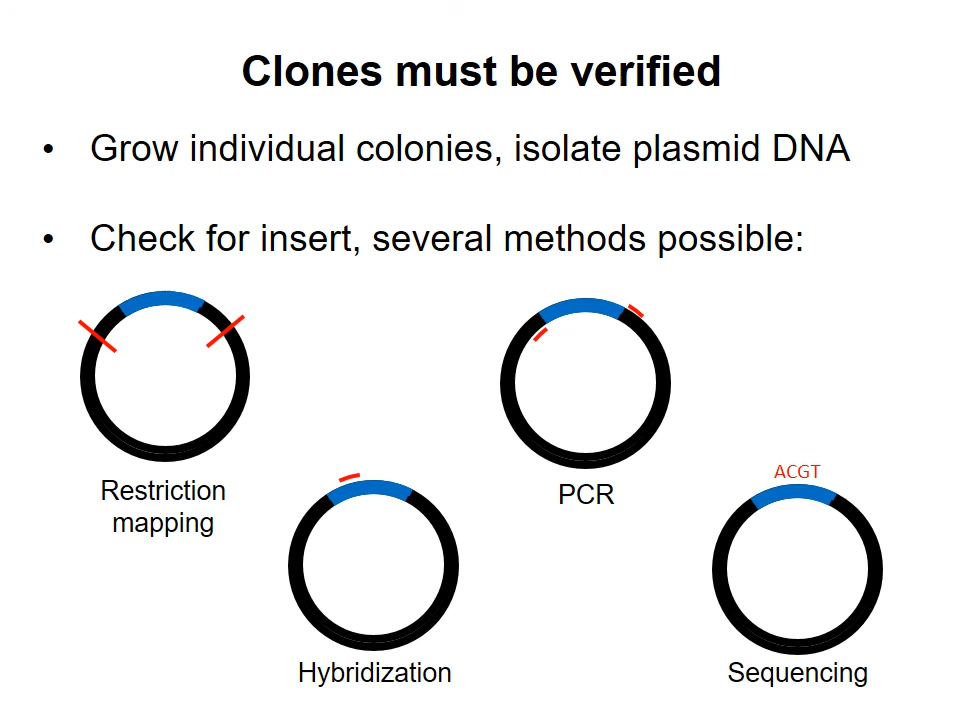 Clones must be verified
• Grow individual colonies, isolate plasmid DNA
• Check for insert, several methods possible:
Restriction
mapping
Hybridization
PCR
ACGT
Sequencing